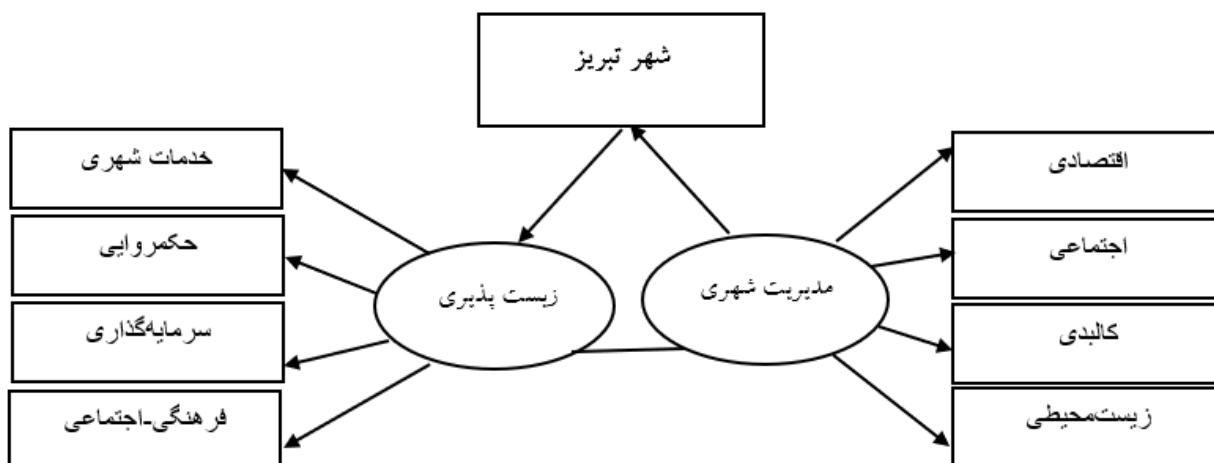 شهر تبریز
اقتصادی
اجتماعی
کالبدی
زیست‌محیطی
مدیریت شهری
زیست پذیری
خدمات شهری
حکمروایی
سرمایه‌گذاری
فرهنگی-اجتماعی